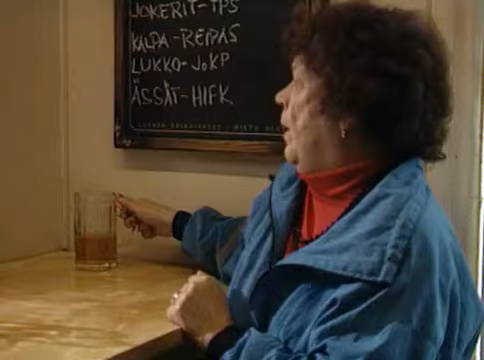 JOKERIT-TPS
KALPA-REIPAS
LUKKO-JOKP
ÄSSÄT-HIFK